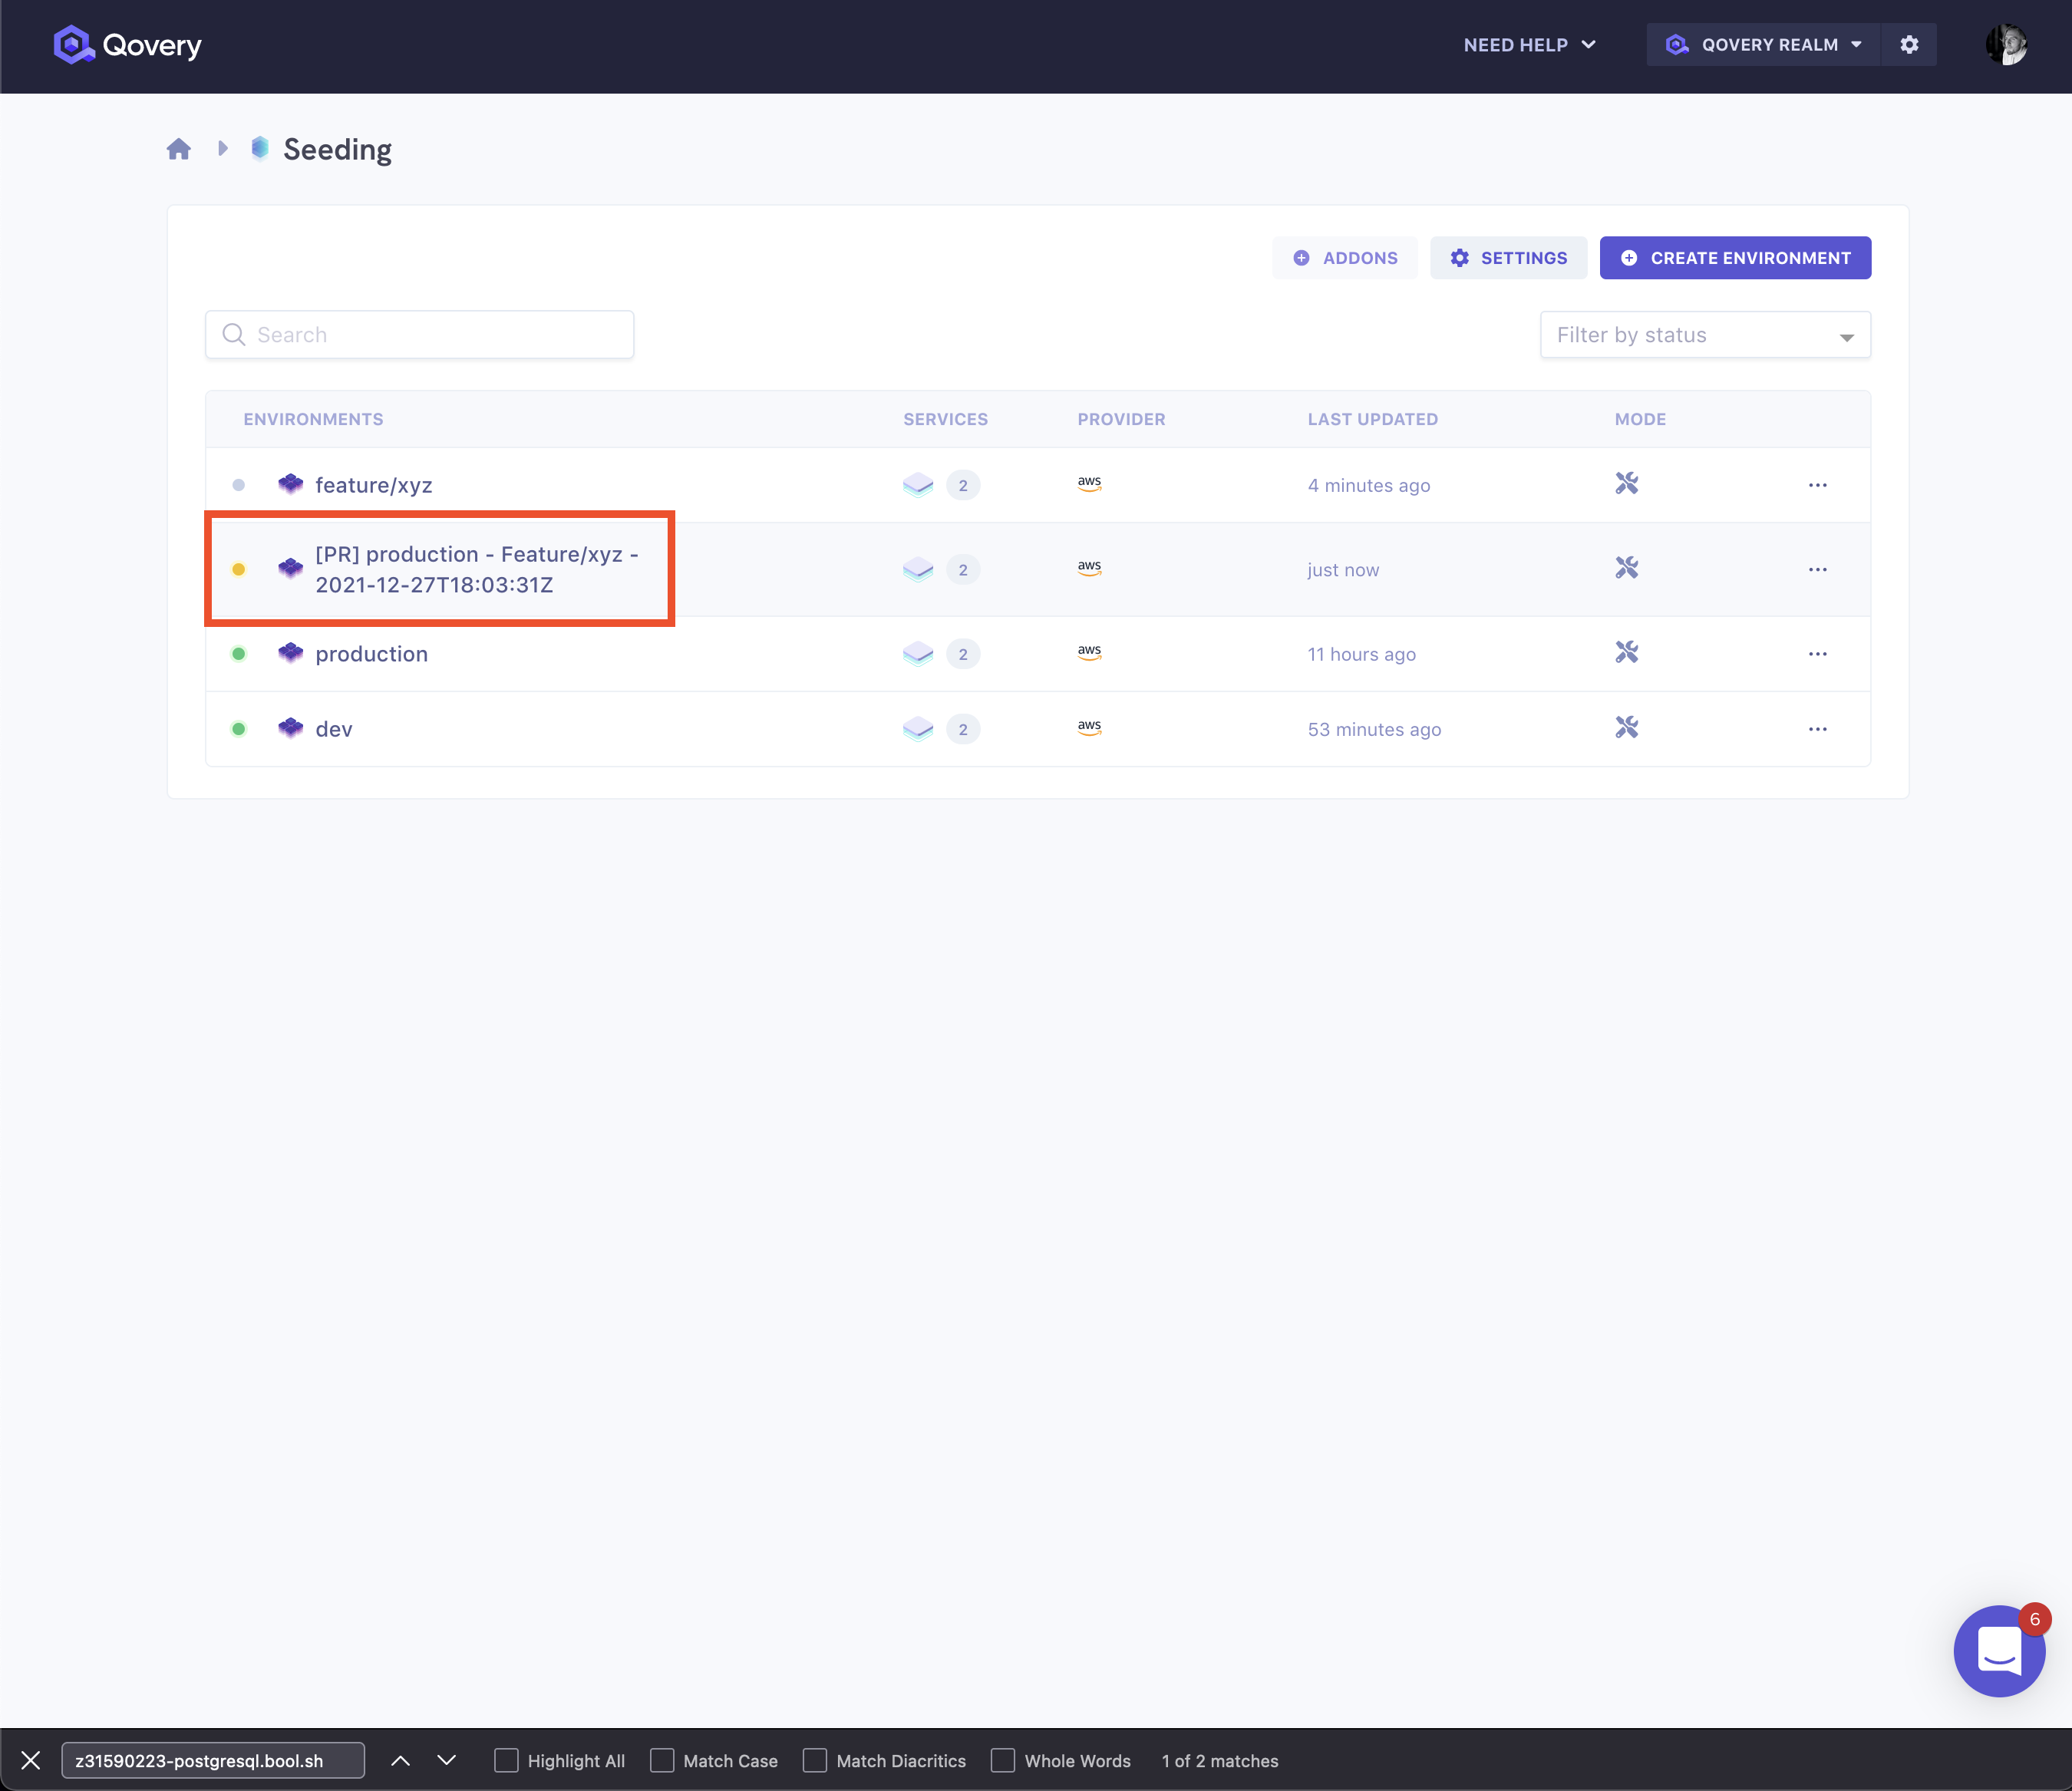 Qovery
NEED HELP
QOVERY REALM
Seeding
ADDONS
SETTINGS
CREATE ENVIRONMENT
Search
Filter by status
ENVIRONMENTS SERVICES PROVIDER LAST UPDATED MODE
feature/xyz 2 aws 4 minutes ago ...
[PR] production - Feature/xyz -
2021-12-27T18:03:31Z 2 aws just now ...
production 2 aws 11 hours ago ...
dev 2 aws 53 minutes ago ...
6
z31590223-postgresql.bool.sh Highlight All Match Case Match Diacritics Whole Words 1 of 2 matches